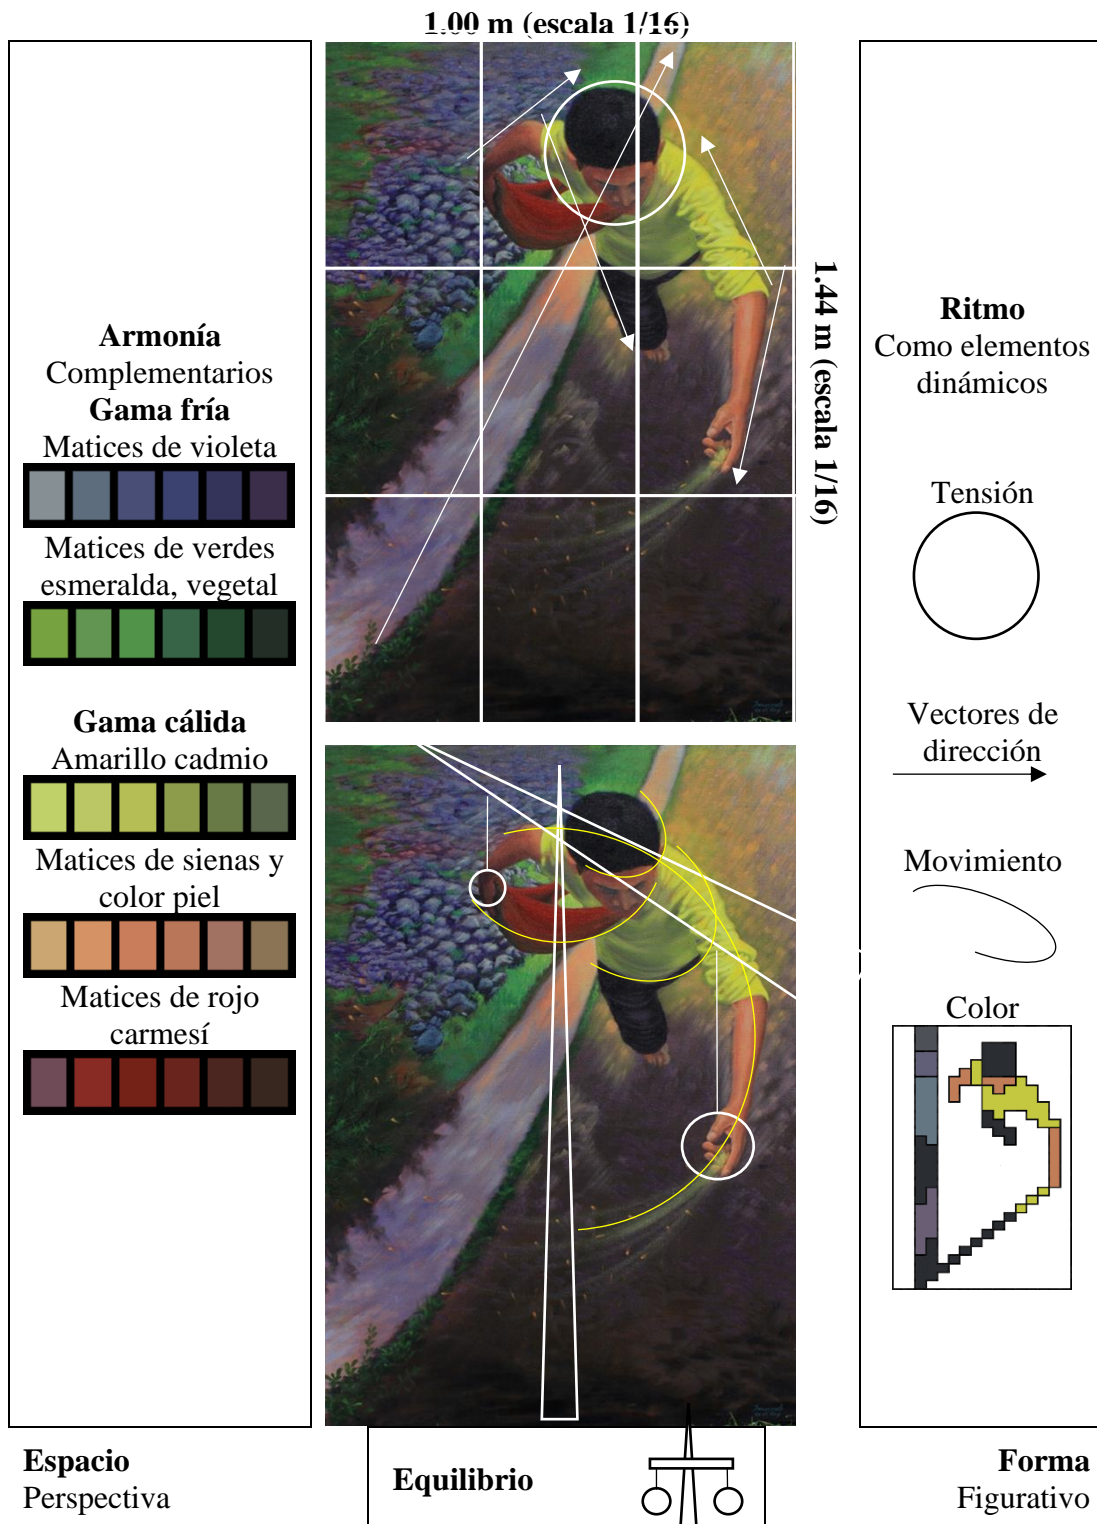 1.00 m (escala 1/16)
Armonía
Complementarios
Gama fría
Matices de violeta
Matices de verdes
esmeralda, vegetal
Gama cálida
Amarillo cadmio
Matices de sienas y
color piel
Matices de rojo
carmesí
1.44 m (escala 1/16)
Ritmo
Como elementos
dinámicos
Tensión
Vectores de
dirección
Movimiento
Color
Espacio
Perspectiva
Equilibrio
Forma
Figurativo